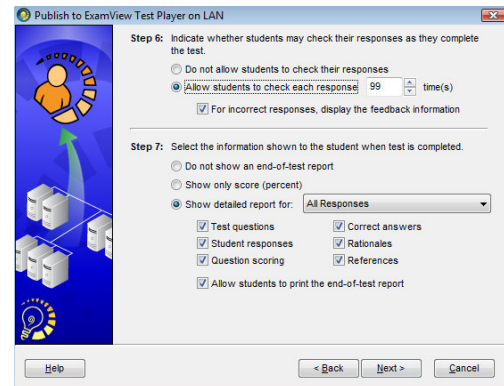 Publish to ExamView Test Player on LAN
Step 6: Indicate whether students may check their responses as they complete
the test.
Do not allow students to check their responses
Allow students to check each response 99 time(s)
For incorrect responses, display the feedback information
Step 7: Select the information shown to the student when test is completed.
Do not show an end-of-test report
Show only score (percent)
Show detailed report for: All Responses
Test questions Correct answers
Student responses Rationales
Question scoring References
Allow students to print the end-of-test report
Help < Back Next > Cancel